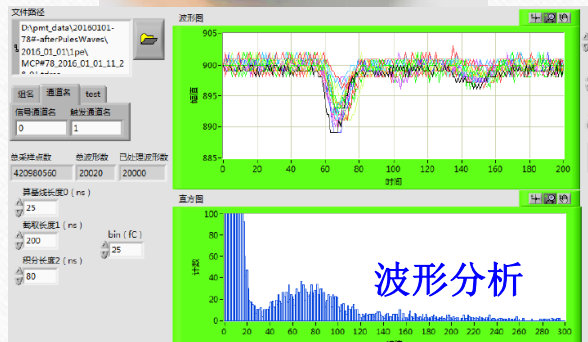 文件路径
D:\pmt_data\20160101-
78#-afterPulesWaves\
2016_01_01\1pe\
MCP#78_2016_01_01_11_2
组名 通道名 test
信号通道名 触发通道名
0 1
总采样点数 总波形数 已处理波形数
420980560 20020 20000
算基线长度0 (ns)
25
截取长度1 (ns)
200
bin (fC)
25
积分长度2 (ns)
80
波形图
905
900
895
890
885
幅值
0 20 40 60 80 100 120 140 160 180 200
时间
直方图
100
80
60
40
20
0
计数
0 20 40 60 80 100 120 140 160 180 200 220 240 260 280 300
波形分析